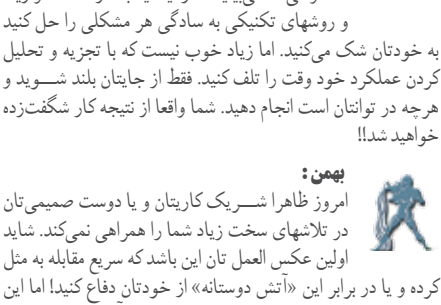 و روشهای تکنیکی به سادگی هر مشکلی را حل کنید
به خودتان شک می‌کنید. اما زیاد خوب نیست که با تجزیه و تحلیل
کردن عملکرد خود وقت را تلف کنید. فقط از جایتان بلند شــوید و
هرچه در توانتان است انجام دهید. شما واقعا از نتیجه کار شگفت‌زده
خواهید شد!!
بهمن :
امروز ظاهرا شــریک کاریتان و یا دوست صمیمی‌تان
در تلاشهای سخت زیاد شما را همراهی نمی‌کند. شاید
اولین عکس العمل تان این باشد که سریع مقابله به مثل
کرده و یا در برابر این «آتش دوستانه» از خودتان دفاع کنید! اما این